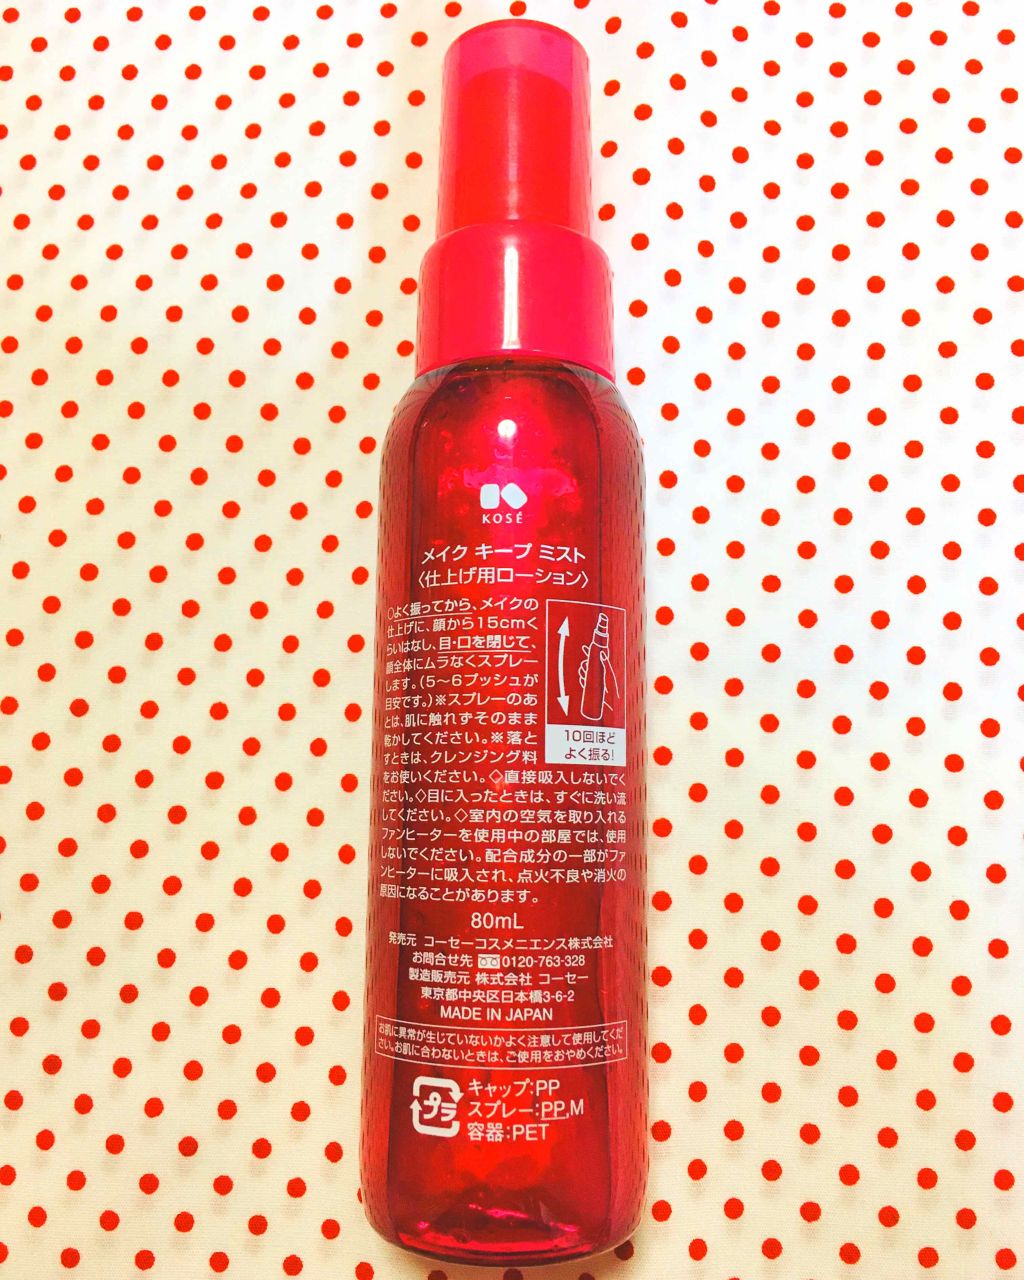 KOSÉ
メイク キープ ミスト
〈仕上げ用ローション〉
○よく振ってから、メイクの
仕上げに、顔から15cmく
らいはなし、目・口を閉じて、
顔全体にムラなくスプレー
します。(5〜6プッシュが
目安です。)※スプレーのあ
とは、肌に触れずそのまま
乾かしてください。※落と
すときは、クレンジング料
をお使いください。◇直接吸入しないでく
ださい。◇目に入ったときは、すぐに洗い流
してください。◇室内の空気を取り入れる
ファンヒーターを使用中の部屋では、使用
しないでください。配合成分の一部がファ
ンヒーターに吸入され、点火不良や消火の
原因になることがあります。
10回ほど
よく振る!
80mL
発売元 コーセーコスメニエンス株式会社
お問合せ先 0120-763-328
製造販売元 株式会社 コーセー
東京都中央区日本橋3-6-2
MADE IN JAPAN
お肌に異常が生じていないかよく注意して使用してくだ
さい。お肌に合わないときは、ご使用をおやめください。
プラ
キャップ:PP
スプレー:PP,M
容器:PET